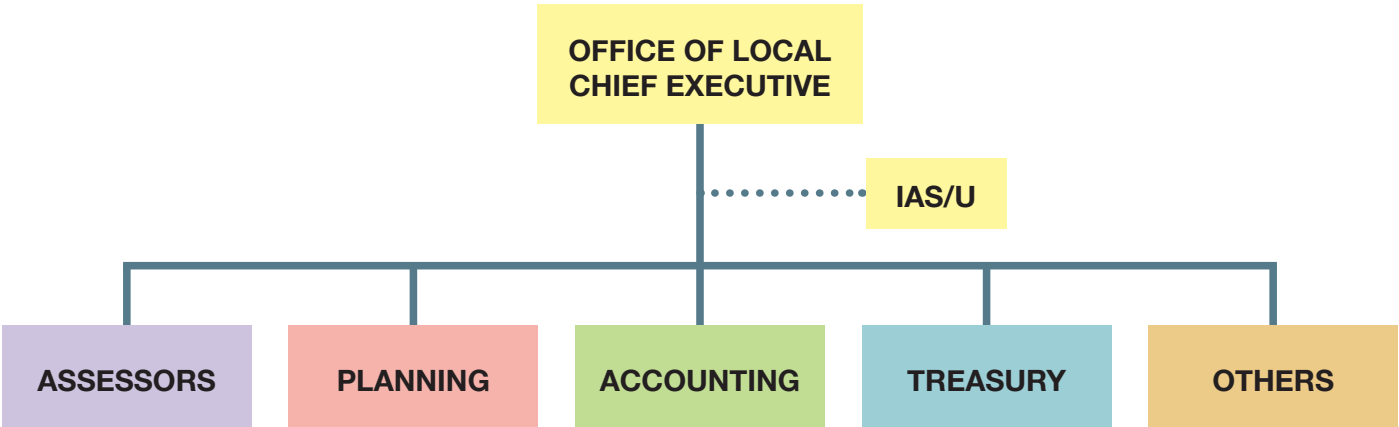 OFFICE OF LOCAL
CHIEF EXECUTIVE
IAS/U
ASSESSORS
PLANNING
ACCOUNTING
TREASURY
OTHERS